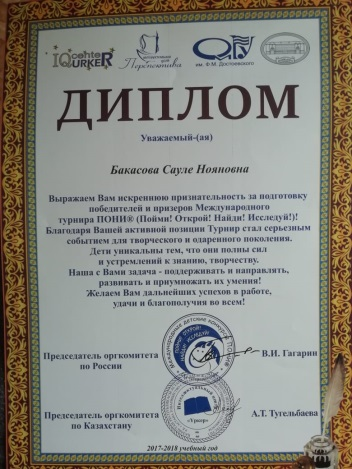 IQ центр
URKER
Перспектива
ОмГУ
им. Ф.М. Достоевского
ДИПЛОМ
Уважаемый-(ая)
Бакасова Сауле Нояновна
Выражаем Вам искреннюю признательность за подготовку
победителей и призеров Международного
турнира ПОНИ® (Пойми! Открой! Найди! Исследуй!)!
Благодаря Вашей активной позиции Турнир стал серьезным
событием для творческого и одаренного поколения.
Дети уникальны тем, что они полны сил
и устремлений к знанию, творчеству.
Наша с Вами задача - поддерживать и направлять,
развивать и приумножать их умения!
Желаем Вам дальнейших успехов в работе,
удачи и благополучия во всем!
Председатель оргкомитета
по России
В.И. Гагарин
Председатель оргкомитета
по Казахстану
А.Т. Тугельбаева
2017-2018 учебный год